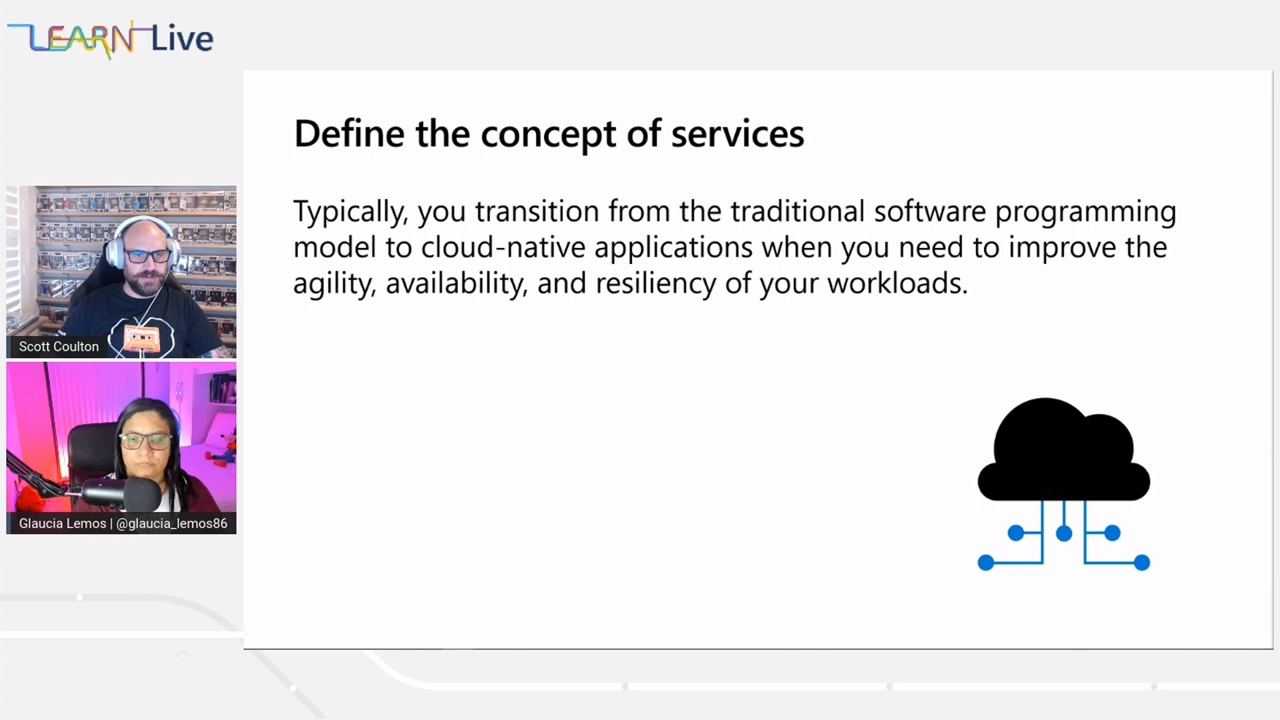 LEARN Live
Define the concept of services
Typically, you transition from the traditional software programming
model to cloud-native applications when you need to improve the
agility, availability, and resiliency of your workloads.
Scott Coulton
Glaucia Lemos | @glaucia_lemos86